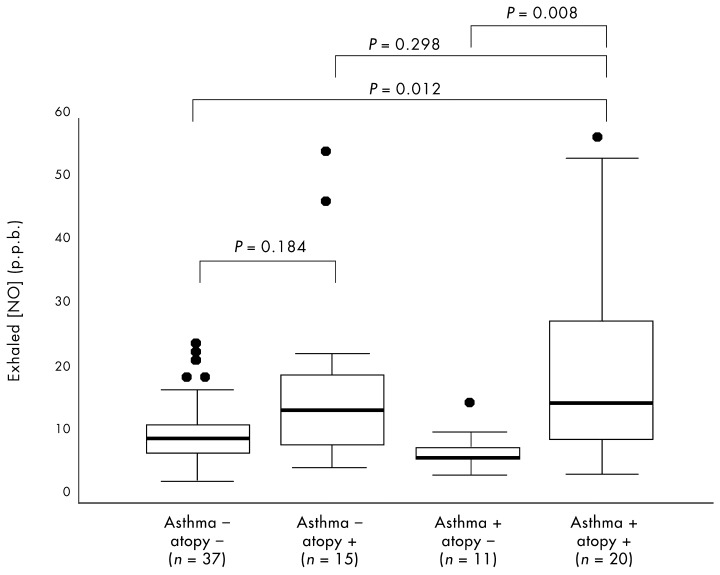 P = 0.008
P = 0.298
P = 0.012
60
50
40
30
20
10
0
Exhaled [NO] (p.p.b.)
P = 0.184
Asthma −
atopy −
(n = 37)
Asthma −
atopy +
(n = 15)
Asthma +
atopy −
(n = 11)
Asthma +
atopy +
(n = 20)